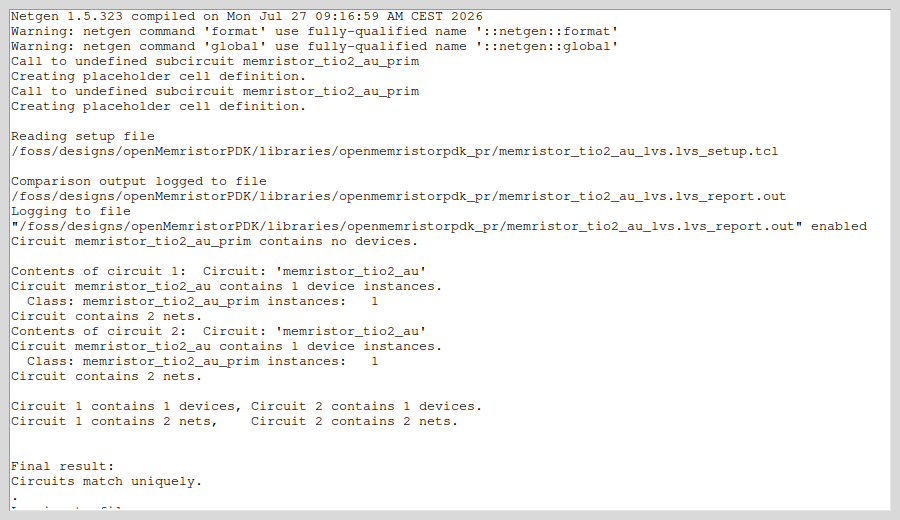 Netgen 1.5.323 compiled on Mon Jul 27 09:16:59 AM CEST 2026
Warning: netgen command 'format' use fully-qualified name '::netgen::format'
Warning: netgen command 'global' use fully-qualified name '::netgen::global'
Call to undefined subcircuit memristor_tio2_au_prim
Creating placeholder cell definition.
Call to undefined subcircuit memristor_tio2_au_prim
Creating placeholder cell definition.
Reading setup file
/foss/designs/openMemristorPDK/libraries/openmemristorpdk_pr/memristor_tio2_au_lvs.lvs_setup.tcl
Comparison output logged to file
/foss/designs/openMemristorPDK/libraries/openmemristorpdk_pr/memristor_tio2_au_lvs.lvs_report.out
Logging to file
"/foss/designs/openMemristorPDK/libraries/openmemristorpdk_pr/memristor_tio2_au_lvs.lvs_report.out" enabled
Circuit memristor_tio2_au_prim contains no devices.
Contents of circuit 1:  Circuit: 'memristor_tio2_au'
Circuit memristor_tio2_au contains 1 device instances.
  Class: memristor_tio2_au_prim instances:   1
Circuit contains 2 nets.
Contents of circuit 2:  Circuit: 'memristor_tio2_au'
Circuit memristor_tio2_au contains 1 device instances.
  Class: memristor_tio2_au_prim instances:   1
Circuit contains 2 nets.
Circuit 1 contains 1 devices, Circuit 2 contains 1 devices.
Circuit 1 contains 2 nets,    Circuit 2 contains 2 nets.
Final result:
Circuits match uniquely.
.